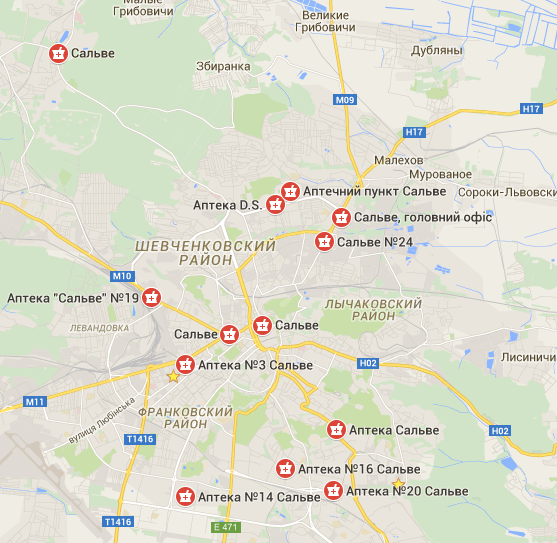 Малые
Грибовичи
Великие
Грибовичи
Сальве
Дубляны
Збиранка
M09
H17
H17
Малехов
Мурованое
Аптечний пункт Сальве
Сороки-Львовски
Аптека D.S.
Сальве, головний офіс
Сальве №24
ШЕВЧЕНКОВСКИЙ
РАЙОН
M10
Аптека "Сальве" №19
ЛЫЧАКОВСКИЙ
РАЙОН
ЛЕВАНДОВКА
Сальве
Сальве
Лисиничи
Аптека №3 Сальве
H02
M11
вулиця Любінська
ФРАНКОВСКИЙ
РАЙОН
T1416
Аптека Сальве
H02
Аптека №16 Сальве
Аптека №14 Сальве
Аптека №20 Сальве
T1416
E 471